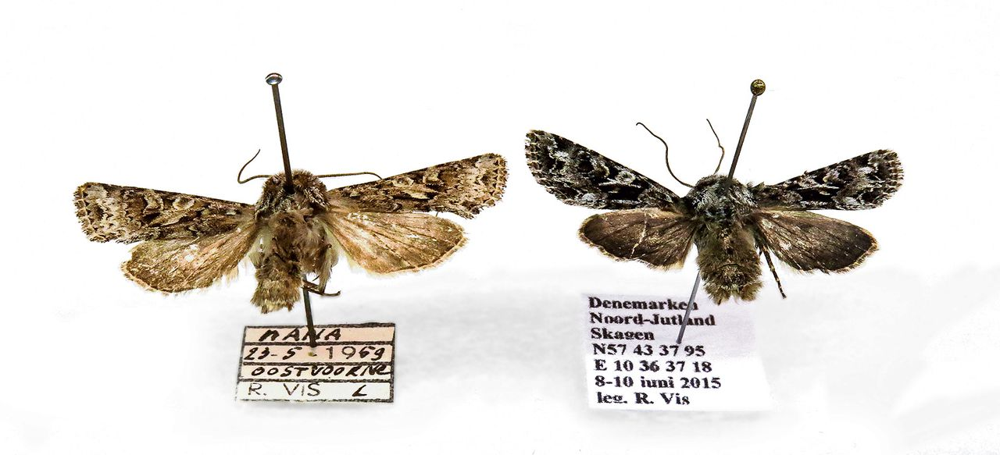 NANA
23-5-1969
OOSTVOORNE
R. VIS L
Denemarken
Noord-Jutland
Skagen
N57 43 37 95
E 10 36 37 18
8-10 iuni 2015
leg. R. Vis